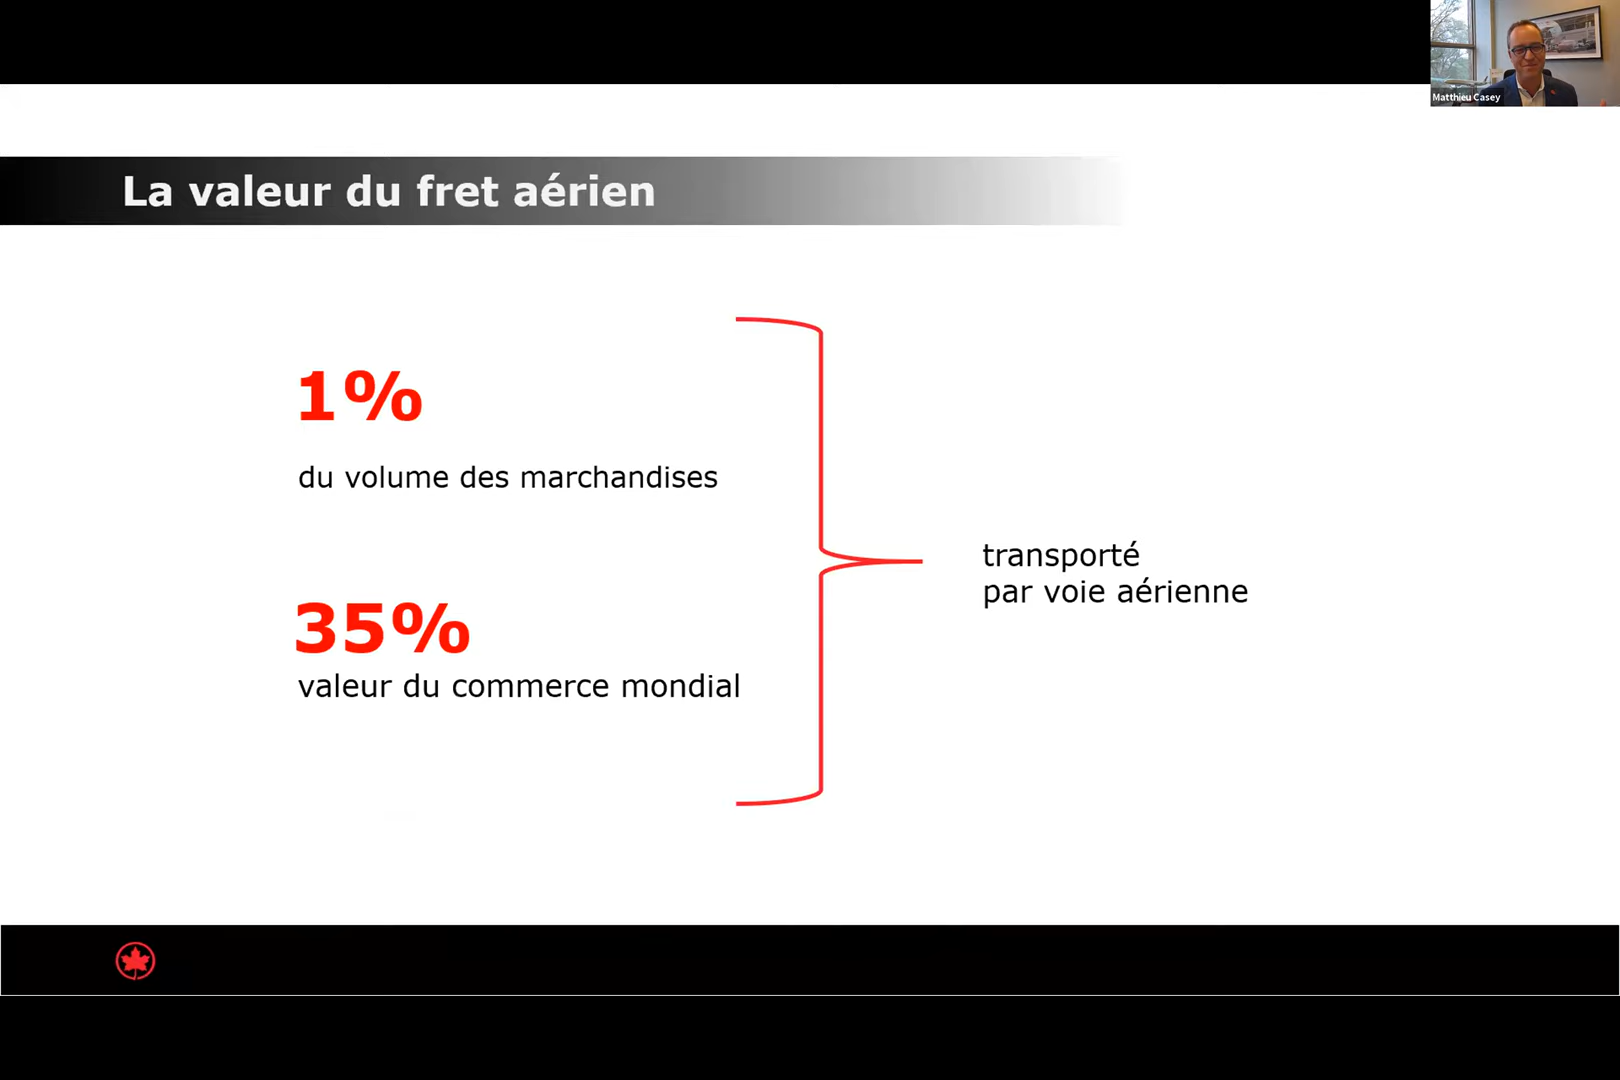 Matthieu Casey
La valeur du fret aérien
1%
du volume des marchandises
35%
valeur du commerce mondial
transporté
par voie aérienne